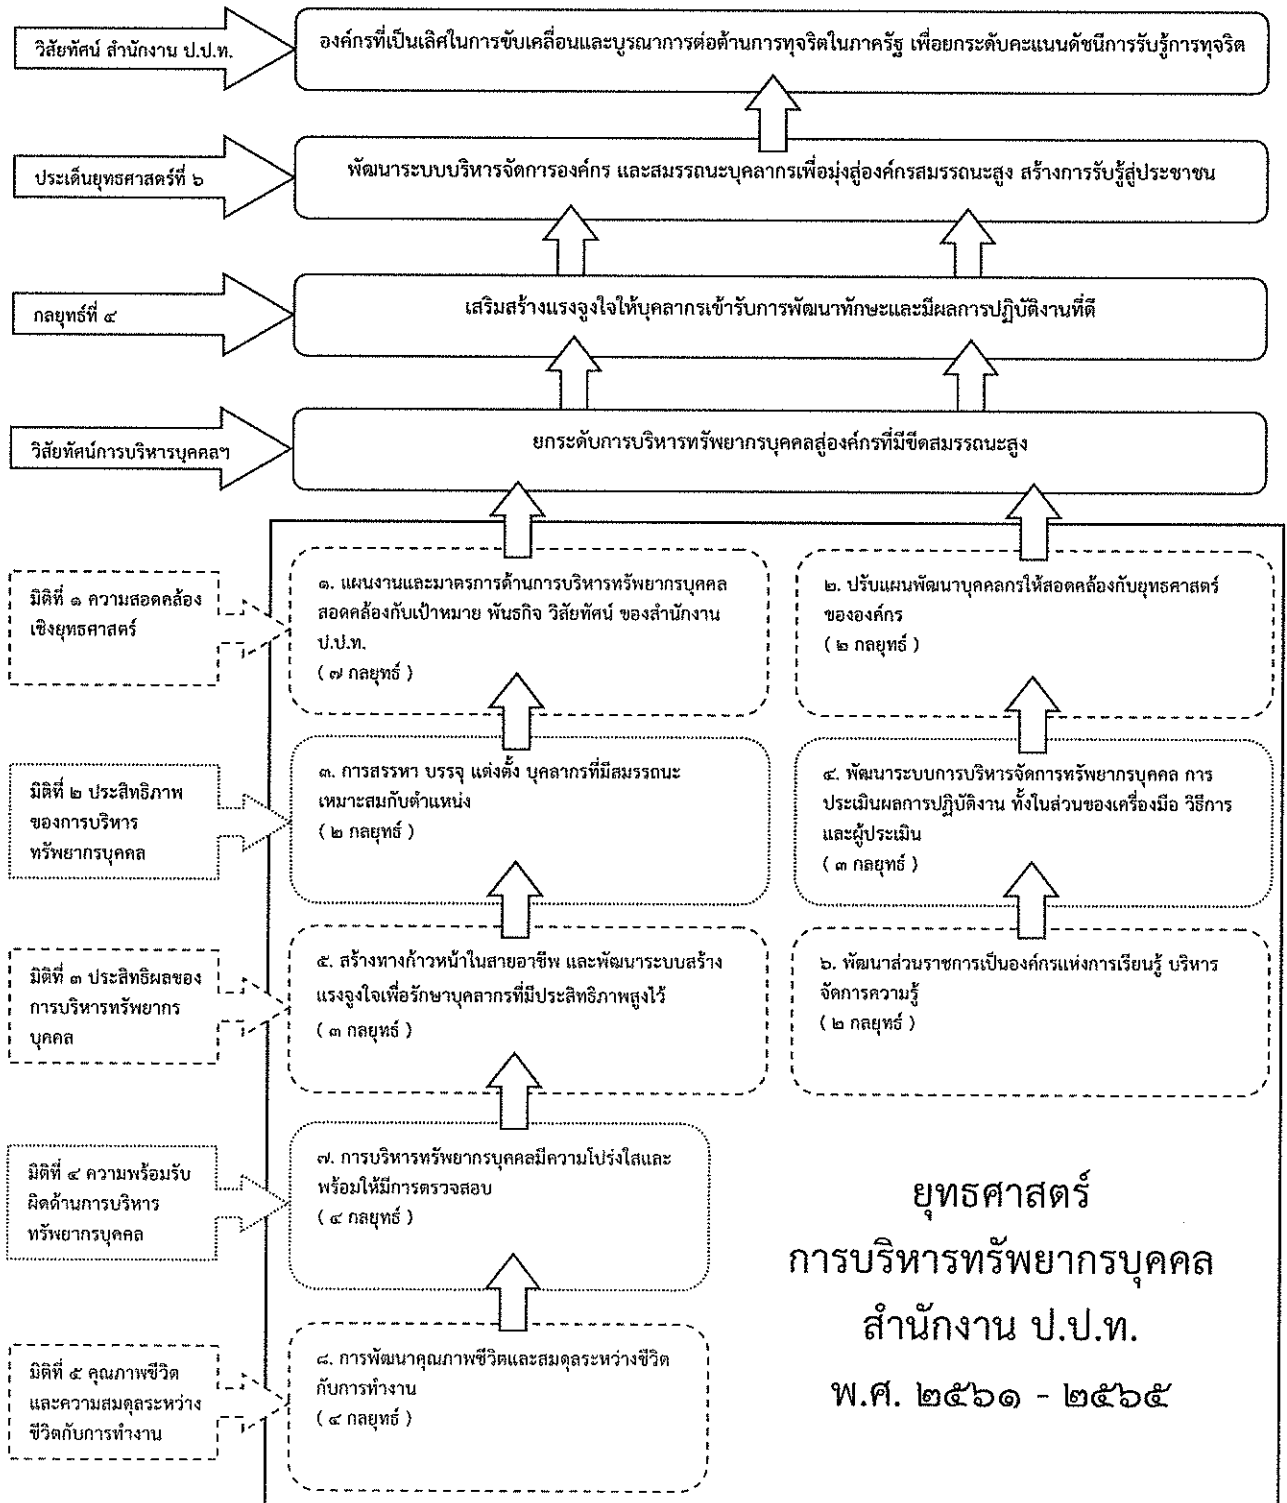 วิสัยทัศน์ สำนักงาน ป.ป.ท.
องค์กรที่เป็นเลิศในการขับเคลื่อนและบูรณาการต่อต้านการทุจริตในภาครัฐ เพื่อยกระดับคะแนนดัชนีการรับรู้การทุจริต
ประเด็นยุทธศาสตร์ที่ ๖
พัฒนาระบบบริหารจัดการองค์กร และสมรรถนะบุคลากรเพื่อมุ่งสู่องค์กรสมรรถนะสูง สร้างการรับรู้สู่ประชาชน
กลยุทธ์ที่ ๔
เสริมสร้างแรงจูงใจให้บุคลากรเข้ารับการพัฒนาทักษะและมีผลการปฏิบัติงานที่ดี
วิสัยทัศน์การบริหารบุคคลฯ
ยกระดับการบริหารทรัพยากรบุคคลสู่องค์กรที่มีขีดสมรรถนะสูง
มิติที่ ๑ ความสอดคล้อง
เชิงยุทธศาสตร์
๑. แผนงานและมาตรการด้านการบริหารทรัพยากรบุคคล
สอดคล้องกับเป้าหมาย พันธกิจ วิสัยทัศน์ ของสำนักงาน
ป.ป.ท.
( ๗ กลยุทธ์ )
๒. ปรับแผนพัฒนาบุคคลกรให้สอดคล้องกับยุทธศาสตร์
ขององค์กร
( ๒ กลยุทธ์ )
มิติที่ ๒ ประสิทธิภาพ
ของการบริหาร
ทรัพยากรบุคคล
๓. การสรรหา บรรจุ แต่งตั้ง บุคลากรที่มีสมรรถนะ
เหมาะสมกับตำแหน่ง
( ๒ กลยุทธ์ )
๔. พัฒนาระบบการบริหารจัดการทรัพยากรบุคคล การ
ประเมินผลการปฏิบัติงาน ทั้งในส่วนของเครื่องมือ วิธีการ
และผู้ประเมิน
( ๓ กลยุทธ์ )
มิติที่ ๓ ประสิทธิผลของ
การบริหารทรัพยากร
บุคคล
๕. สร้างทางก้าวหน้าในสายอาชีพ และพัฒนาระบบสร้าง
แรงจูงใจเพื่อรักษาบุคลากรที่มีประสิทธิภาพสูงไว้
( ๓ กลยุทธ์ )
๖. พัฒนาส่วนราชการเป็นองค์กรแห่งการเรียนรู้ บริหาร
จัดการความรู้
( ๒ กลยุทธ์ )
มิติที่ ๔ ความพร้อมรับ
ผิดด้านการบริหาร
ทรัพยากรบุคคล
๗. การบริหารทรัพยากรบุคคลมีความโปร่งใสและ
พร้อมให้มีการตรวจสอบ
( ๔ กลยุทธ์ )
มิติที่ ๕ คุณภาพชีวิต
และความสมดุลระหว่าง
ชีวิตกับการทำงาน
๘. การพัฒนาคุณภาพชีวิตและสมดุลระหว่างชีวิต
กับการทำงาน
( ๔ กลยุทธ์ )
ยุทธศาสตร์
การบริหารทรัพยากรบุคคล
สำนักงาน ป.ป.ท.
พ.ศ. ๒๕๖๑ - ๒๕๖๕